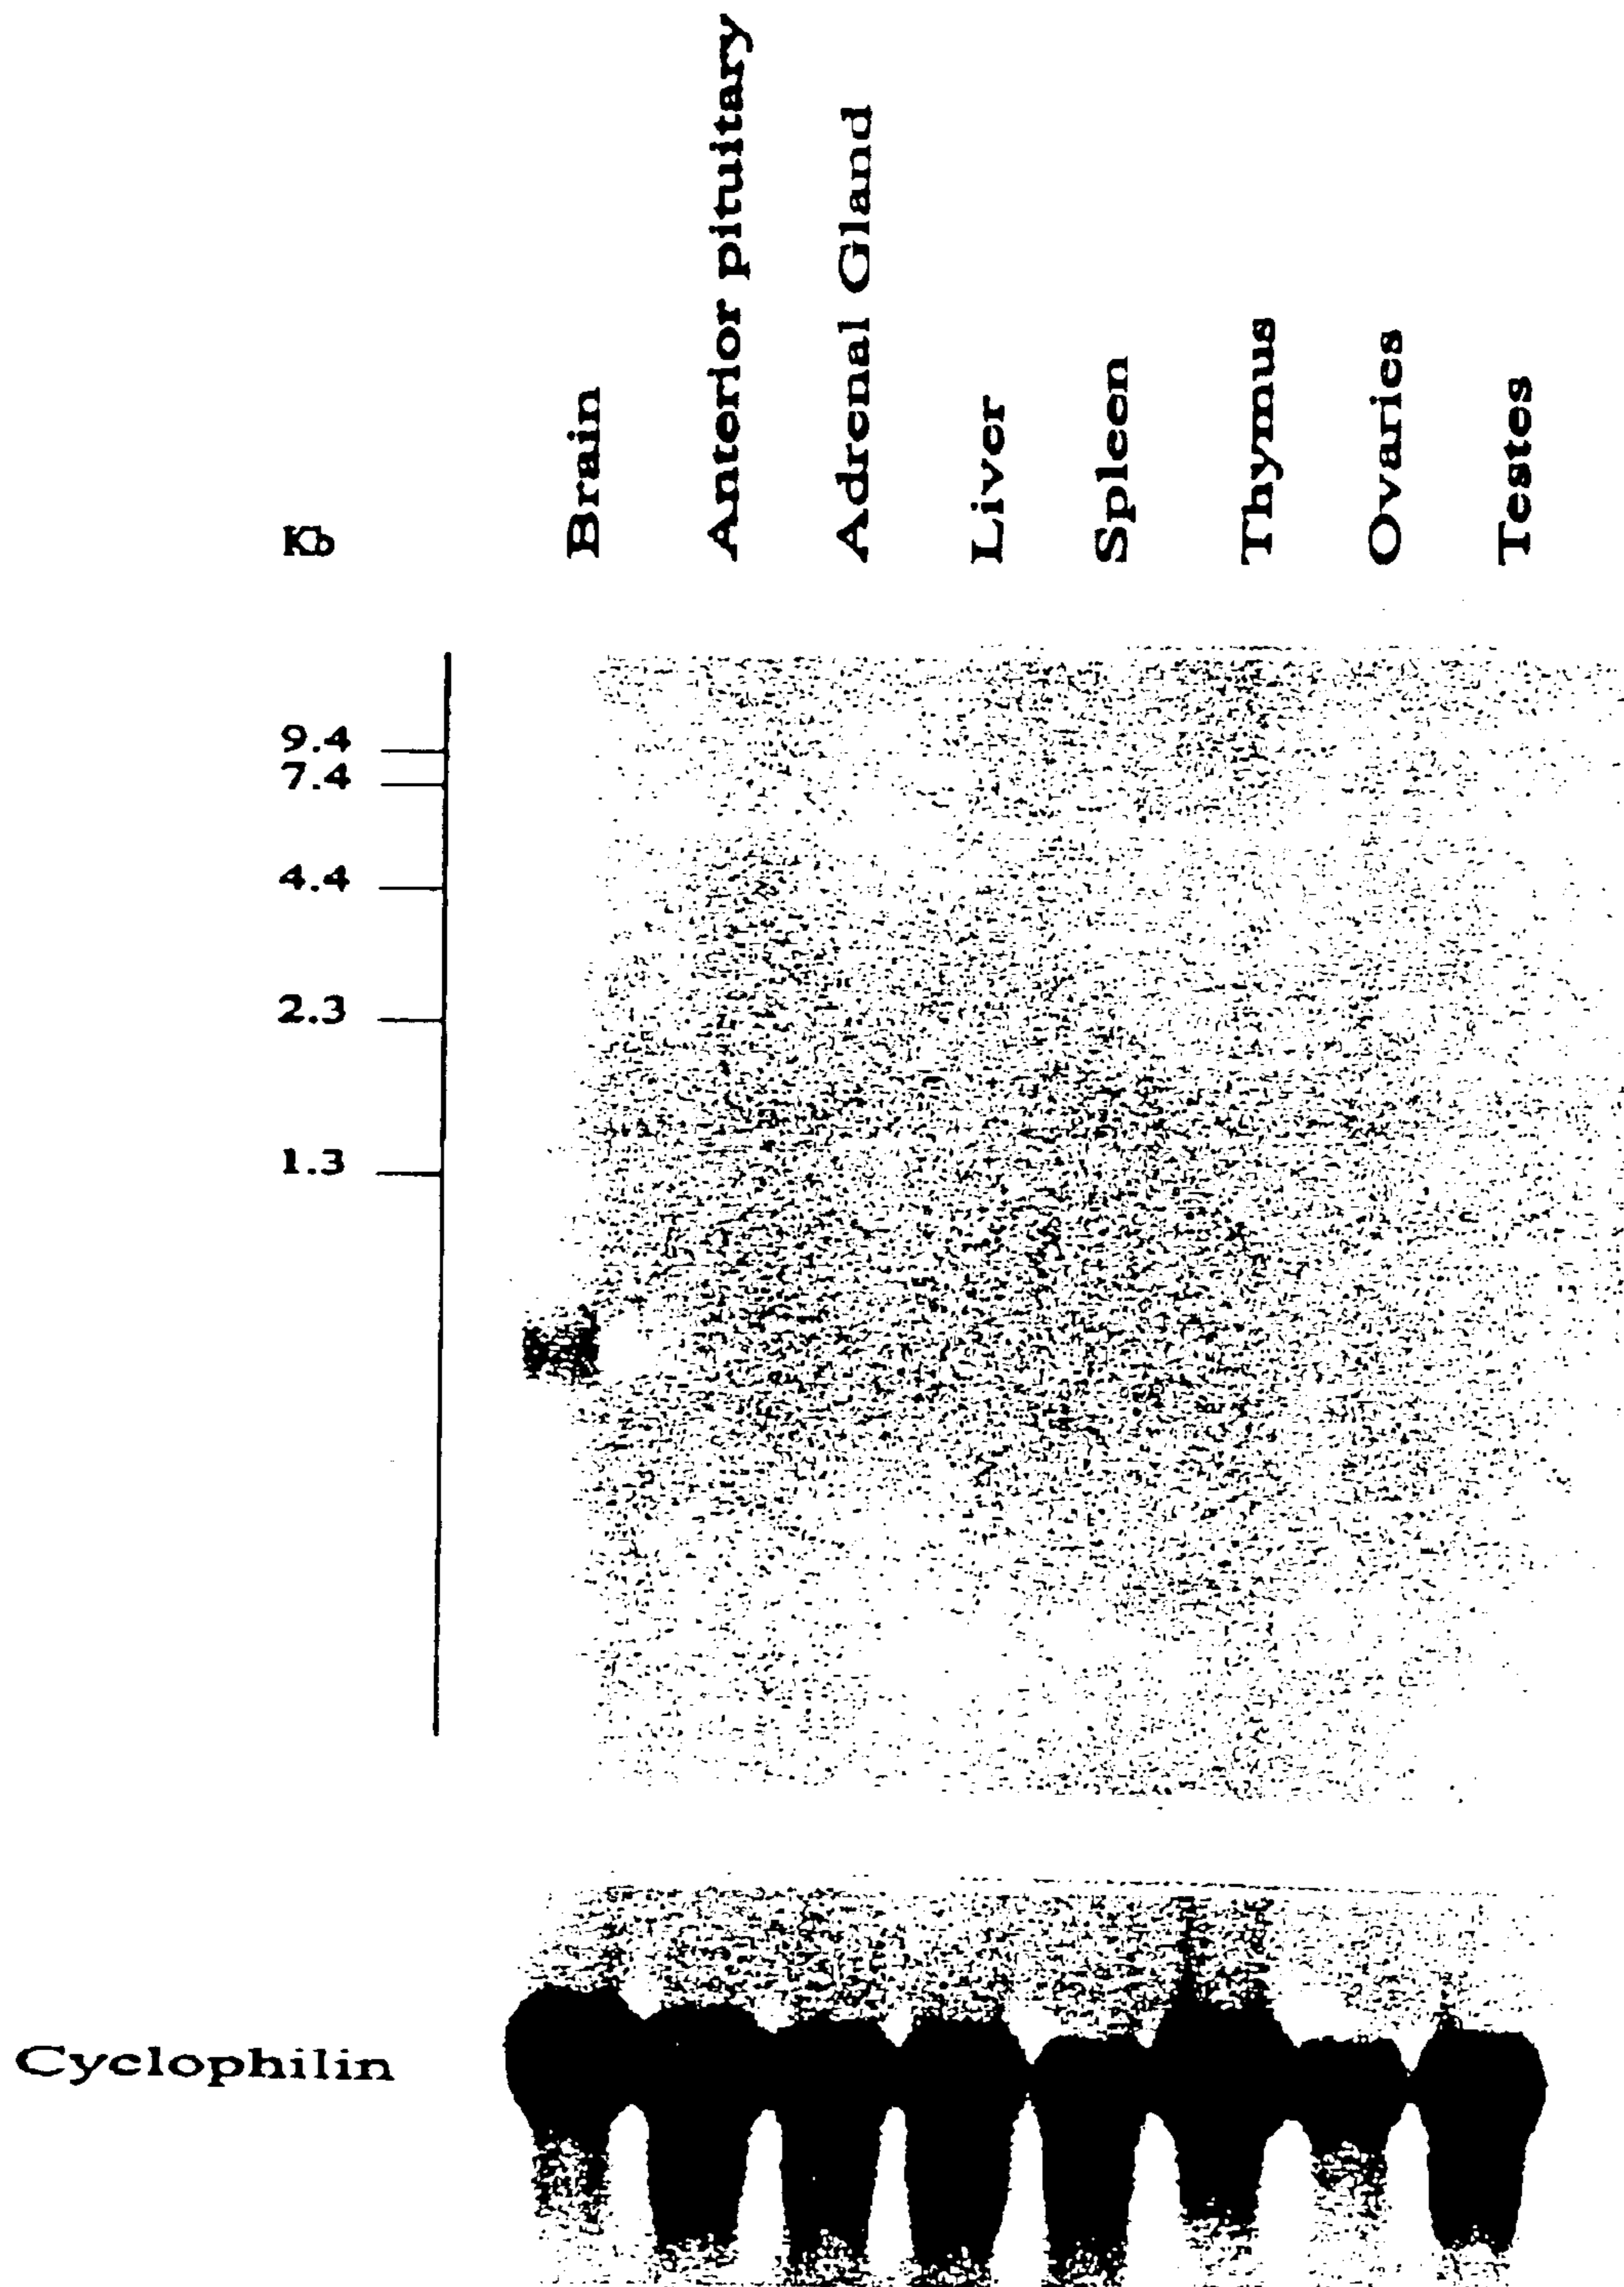 Kb
Brain
Anterior pituitary
Adrenal Gland
Liver
Spleen
Thymus
Ovaries
Testes
9.4
7.4
4.4
2.3
1.3
Cyclophilin